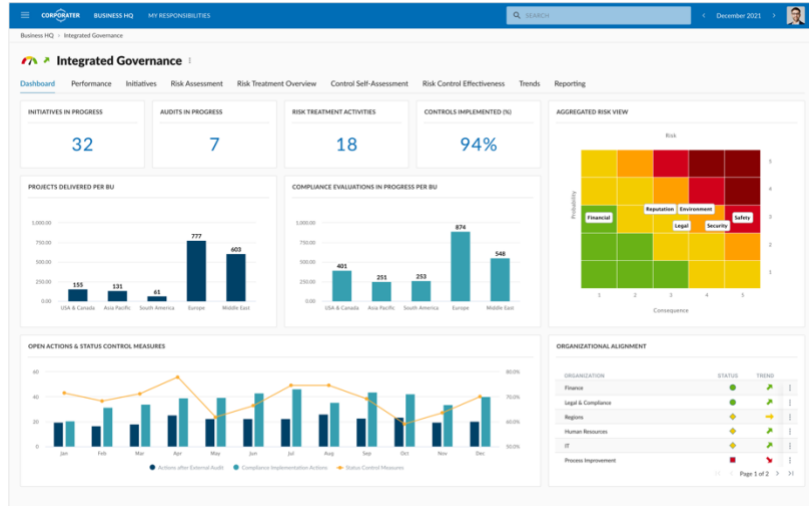 CORPORATER BUSINESS HQ MY RESPONSIBILITIES SEARCH < December 2021 >
Business HQ > Integrated Governance
Integrated Governance
Dashboard Performance Initiatives Risk Assessment Risk Treatment Overview Control Self-Assessment Risk Control Effectiveness Trends Reporting
INITIATIVES IN PROGRESS
32
AUDITS IN PROGRESS
7
RISK TREATMENT ACTIVITIES
18
CONTROLS IMPLEMENTED (%)
94%
AGGREGATED RISK VIEW
Risk
Probability
5
4
3
2
1
Financial
Reputation
Environment
Legal
Security
Safety
1 2 3 4 5
Consequence
PROJECTS DELIVERED PER BU
1,000.00
750.00
500.00
250.00
0.00
155
131
61
777
603
USA & Canada Asia Pacific South America Europe Middle East
COMPLIANCE EVALUATIONS IN PROGRESS PER BU
1,000.00
750.00
500.00
250.00
0.00
401
251
253
874
548
USA & Canada Asia Pacific South America Europe Middle East
OPEN ACTIONS & STATUS CONTROL MEASURES
60
40
20
0
80.0%
70.0%
60.0%
50.0%
Jan Feb Mar Apr May Jun Jul Aug Sep Oct Nov Dec
Actions after External Audit Compliance Implementation Actions Status Control Measures
ORGANIZATIONAL ALIGNMENT
ORGANIZATION STATUS TREND
Finance
Legal & Compliance
Regions
Human Resources
IT
Process Improvement
Page 1 of 2